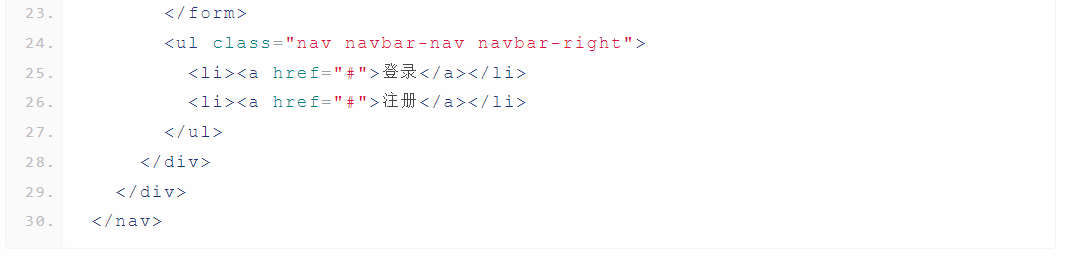 23. </form>
24. <ul class="nav navbar-nav navbar-right">
25. <li><a href="#">登录</a></li>
26. <li><a href="#">注册</a></li>
27. </ul>
28. </div>
29. </div>
30. </nav>